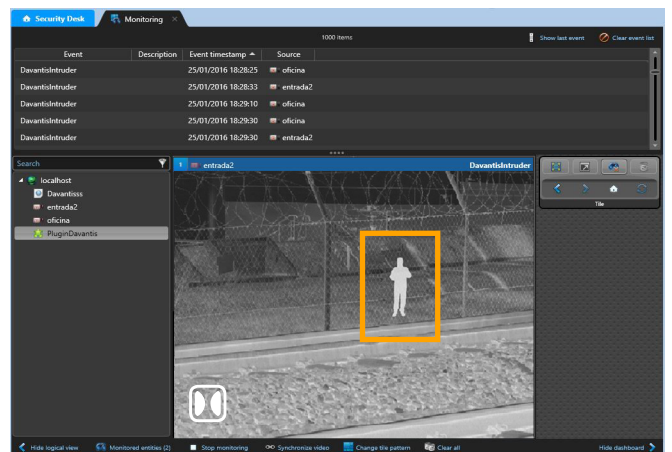 Security Desk Monitoring ×
1000 Items Show last event Clear event list
Event Description Event timestamp Source
DavantisIntruder 25/01/2016 18:28:25 oficina
DavantisIntruder 25/01/2016 18:28:33 entrada2
DavantisIntruder 25/01/2016 18:29:10 oficina
DavantisIntruder 25/01/2016 18:29:30 oficina
DavantisIntruder 25/01/2016 18:29:30 entrada2
Search 1 entrada2 DavantisIntruder
localhost
Davantisss
entrada2
oficina
PluginDavantis
Tile
Hide logical view Monitored entities (2) Stop monitoring Synchronize video Change tile pattern Clear all Hide dashboard